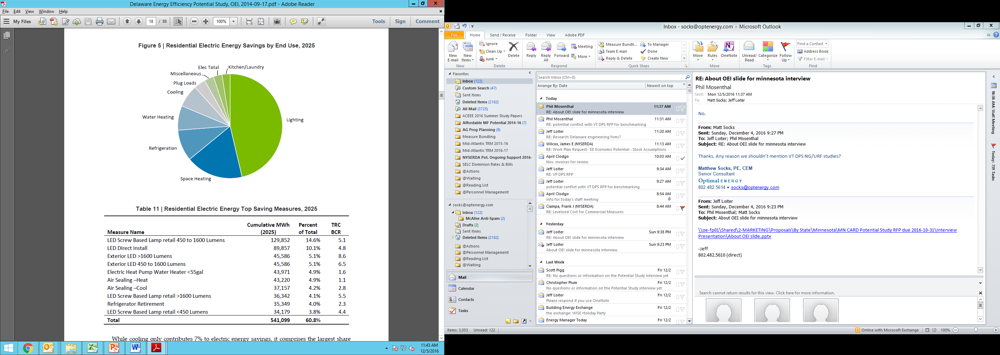 Delaware Energy Efficiency Potential Study, OEI, 2014-09-17.pdf - Adobe Reader
File Edit View Window Help
My Files 18 / 88 100% Tools Sign Comment
Figure 5 | Residential Electric Energy Savings by End Use, 2025
Elec Total Kitchen/Laundry
Miscellaneous
Plug Loads
Cooling
Water Heating
Lighting
Refrigeration
Space Heating
Table 11 | Residential Electric Energy Top Saving Measures, 2025
Cumulative MWh Percent TRC
Measure Name (2025) of Total BCR
LED Screw Based Lamp retail 450 to 1600 Lumens 129,852 14.6% 5.1
LED Direct Install 89,857 10.1% 4.8
Exterior LED >1600 Lumens 45,586 5.1% 8.6
Exterior LED 450 to 1600 Lumens 45,586 5.1% 6.5
Electric Heat Pump Water Heater <55gal 43,971 4.9% 1.6
Air Sealing –Heat 43,220 4.9% 1.1
Air Sealing –Cool 37,157 4.2% 2.8
LED Screw Based Lamp retail >1600 Lumens 36,342 4.1% 5.5
Refrigerator Retirement 35,349 4.0% 2.3
LED Screw Based Lamp retail <450 Lumens 34,179 3.8% 4.4
Total 541,099 60.8%
While cooling only contributes 7% to electric energy savings, it comprises the largest share
11:43 AM
12/5/2016
Inbox - socks@optenergy.com - Microsoft Outlook
File Home Send / Receive Folder View Adobe PDF
New E-mail
New Items
New
Ignore
Clean Up
Junk
Delete
Delete
Reply
Reply All
Forward
Meeting
More
Respond
Measure Bundli... To Manager
Team E-mail Done
Reply & Delete Create New
Quick Steps
Move
Rules
OneNote
Move
Unread/ Read
Categorize
Follow Up
Tags
Find a Contact
Address Book
Filter E-mail
Find
Favorites
Inbox (122)
Custom Search (47)
Sent Items
Deleted Items (2182)
All Mail (3725)
ACEEE 2016 Summer Study Papers
Affordable MF Potential 2014-16 (7)
AG Prog Planning (9)
Measure Bundling
Mid-Atlantic TRM 2015-16
Mid-Atlantic TRM 2016-17
NYSERDA Pot. Ongoing Support 2016-
SELC Dominion Rates & Bills
@Actions
@Waiting
@Reading List
@Personnel Management
socks@optenergy.com
Inbox (122)
McAfee Anti-Spam (2)
Drafts [2]
Sent Items
Deleted Items (2182)
@Actions
@Personnel Management
@Reading List
@Waiting
Mail
Calendar
Contacts
Tasks
Search Inbox (Ctrl+E)
Arrange By: Date Newest on top
Today
Phil Mosenthal 11:37 AM
RE: About OEI slide for minnesota interview
Phil Mosenthal 11:31 AM
RE: potential conflict with VT DPS RFP for benchmarking
Jeff Loiter 11:20 AM
RE: Research Delaware engineering firms?
Wilcox, James E (NYSERDA) 11:13 AM
RE: Work Plan Request: EE Economic Potential - Stock Assumptions
April Clodgo 10:03 AM
Nov. invoices for review
Jeff Loiter 9:34 AM
RE: VP DPS RFP
Jeff Loiter 9:27 AM
potential conflict with VT DPS RFP for benchmarking
April Clodgo 8:54 AM
Info for today's staff meeting
Ciampa, Frank J (NYSERDA) 8:44 AM
RE: Levelized Cost for Commercial Measures
Yesterday
Jeff Loiter Sun 9:38 PM
RE: About OEI slide for minnesota interview
Jeff Loiter Sun 9:23 PM
About OEI slide for minnesota interview
Last Week
Scott Pigg Fri 12/2
RE: No questions or information on the Potential Study interview yet
Christopher Plum Fri 12/2
No questions or information on the Potential Study interview yet
Jeff Loiter Fri 12/2
Please respond if you use OneNote
Building Energy Exchange Fri 12/2
the exchange: WISE Holiday Party
Energy Manager Today Fri 12/2
RE: About OEI slide for minnesota interview
Phil Mosenthal
Sent: Mon 12/5/2016 11:37 AM
To: Matt Socks; Jeff Loiter
No.
From: Matt Socks
Sent: Sunday, December 4, 2016 9:27 PM
To: Jeff Loiter; Phil Mosenthal
Subject: RE: About OEI slide for minnesota interview
Thanks. Any reason we shouldn't mention VT DPS NG/URF studies?
Matthew Socks, PE, CEM
Senior Consultant
Optimal ENERGY
802.482.5614 • socks@optenergy.com
From: Jeff Loiter
Sent: Sunday, December 4, 2016 9:23 PM
To: Phil Mosenthal; Matt Socks
Subject: About OEI slide for minnesota interview
\\oe-fp01\Shared\2-MARKETING\Proposals\By State\Minnesota\MN CARD Potential Study RFP due 2016-10-31\Interview
Presentation\About OEI slide.pptx
-Jeff
802.482.5610 (direct)
Search cannot return results for this view. Click here for more information.
10:30 AM: Staff Meeting
Today: 739 Tasks
Items: 3,053 Unread: 122
Online with Microsoft Exchange 100%